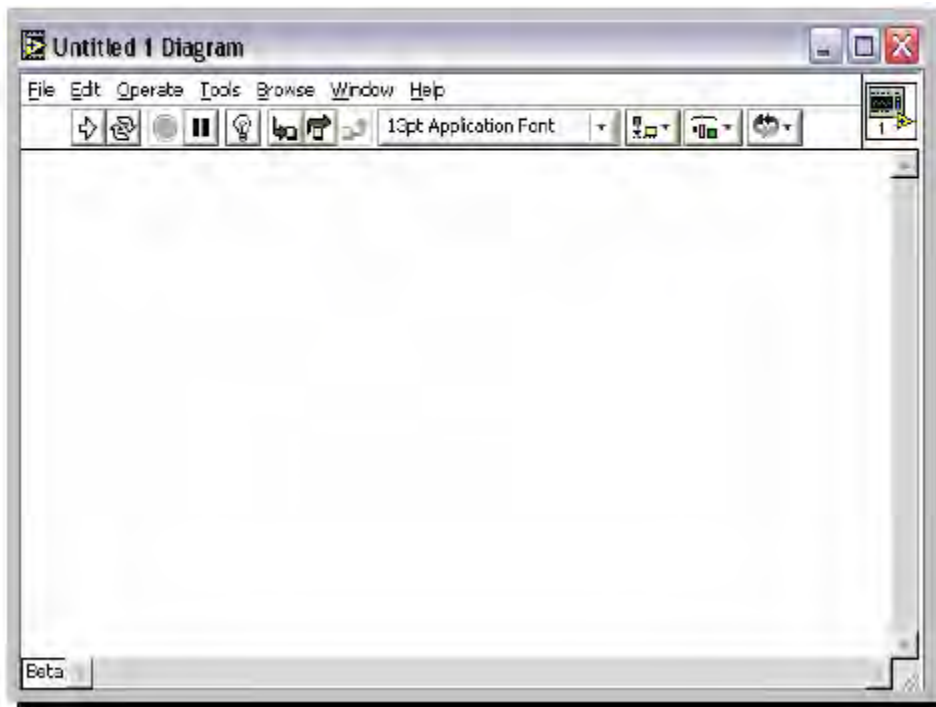 Untitled 1 Diagram
File Edit Operate Tools Browse Window Help
13pt Application Font
1
Beta